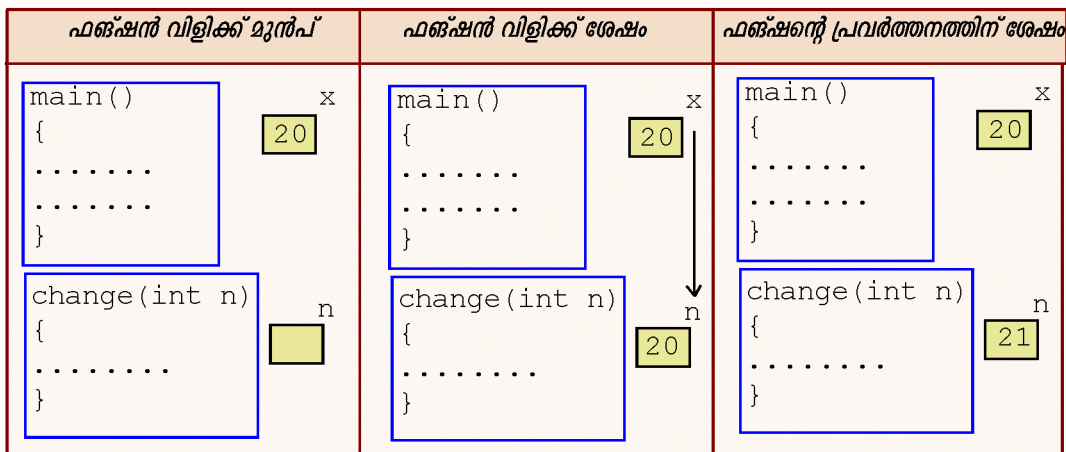 ഫങ്ഷൻ വിളിക്ക് മുൻപ്
main()
x
{
20
.......
.......
}
change(int n)
n
{
........
}
ഫങ്ഷൻ വിളിക്ക് ശേഷം
main()
x
{
20
.......
.......
}
change(int n)
n
{
20
........
}
ഫങ്ഷന്റെ പ്രവർത്തനത്തിന് ശേഷം
main()
x
{
20
.......
.......
}
change(int n)
n
{
21
........
}